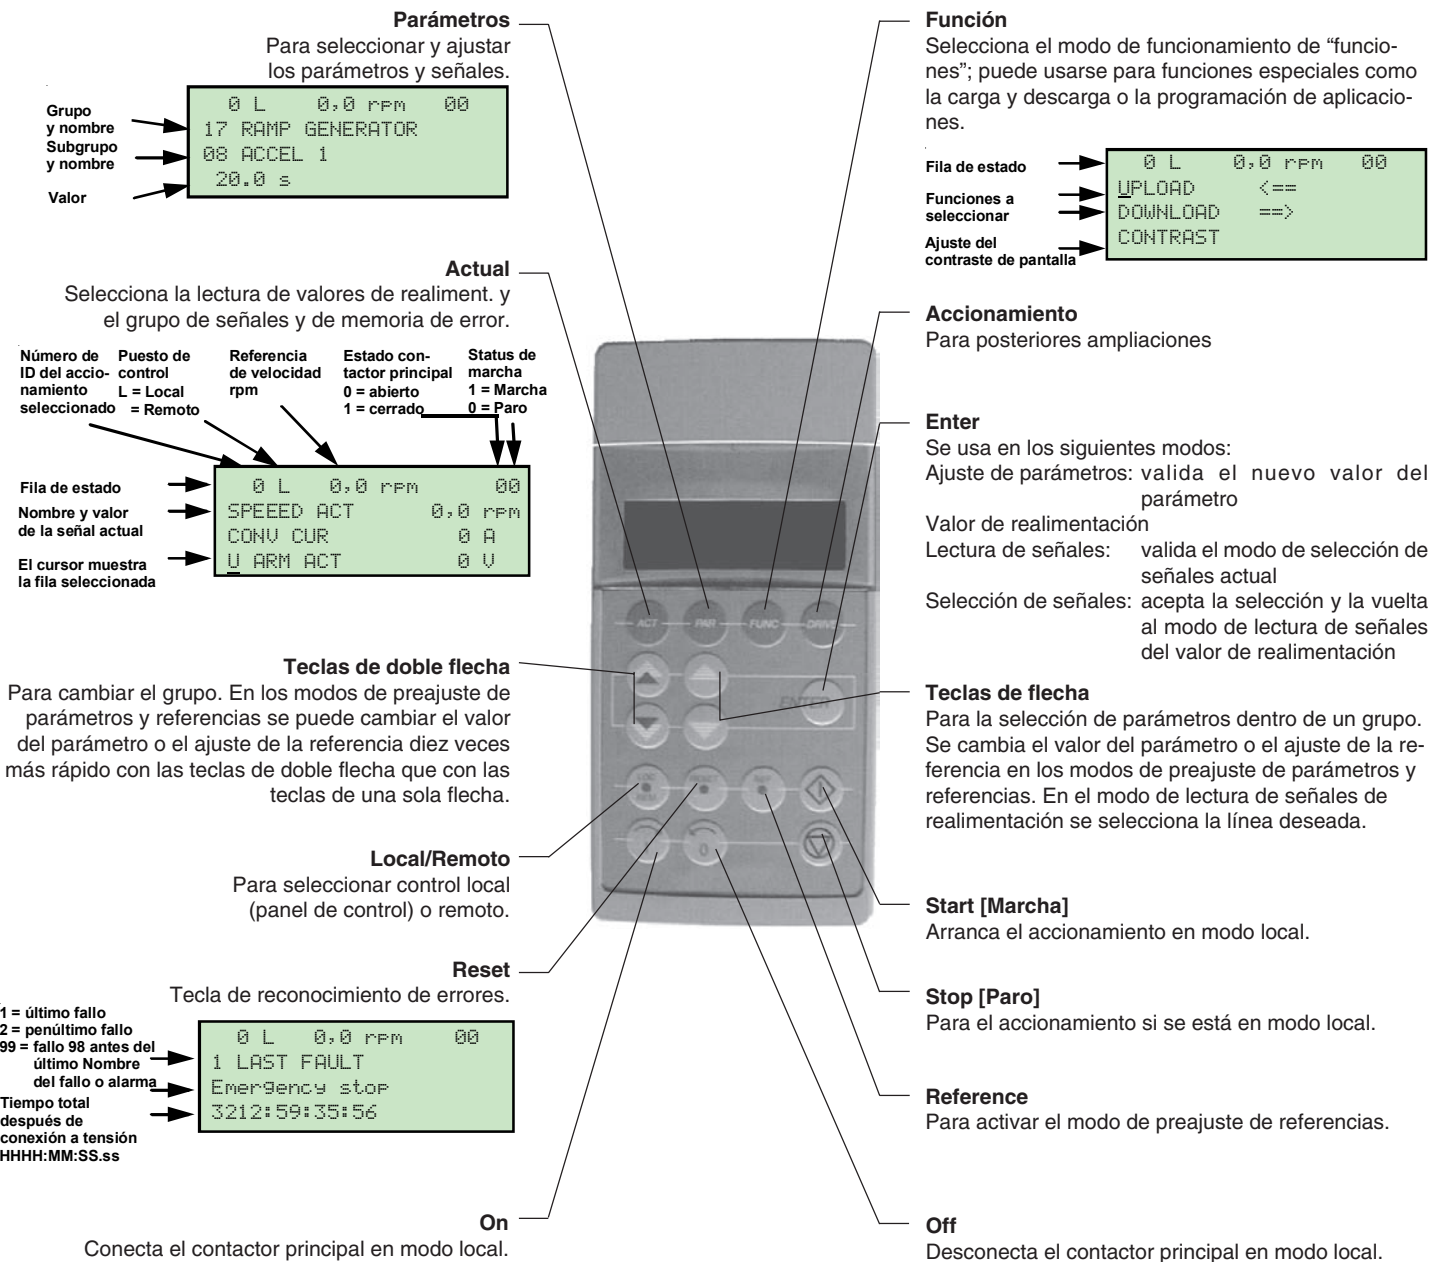 Parámetros
Para seleccionar y ajustar
los parámetros y señales.
Grupo
y nombre
Subgrupo
y nombre
Valor
0 L 0,0 rpm 00
17 RAMP GENERATOR
08 ACCEL 1
20.0 s
Actual
Selecciona la lectura de valores de realiment. y
el grupo de señales y de memoria de error.
Número de
ID del accio-
namiento
seleccionado
Puesto de
control
L = Local
= Remoto
Referencia
de velocidad
rpm
Estado con-
tactor principal
0 = abierto
1 = cerrado
Status de
marcha
1 = Marcha
0 = Paro
Fila de estado
Nombre y valor
de la señal actual
El cursor muestra
la fila seleccionada
0 L 0,0 rpm 00
SPEEED ACT 0,0 rpm
CONV CUR 0 A
U ARM ACT 0 V
Teclas de doble flecha
Para cambiar el grupo. En los modos de preajuste de
parámetros y referencias se puede cambiar el valor
del parámetro o el ajuste de la referencia diez veces
más rápido con las teclas de doble flecha que con las
teclas de una sola flecha.
Local/Remoto
Para seleccionar control local
(panel de control) o remoto.
Reset
Tecla de reconocimiento de errores.
1 = último fallo
2 = penúltimo fallo
99 = fallo 98 antes del
último Nombre
del fallo o alarma
Tiempo total
después de
conexión a tensión
HHHH:MM:SS.ss
0 L 0,0 rpm 00
1 LAST FAULT
Emergency stop
3212:59:35:56
On
Conecta el contactor principal en modo local.
ACT
PAR
FUNC
DRIVE
ENTER
LOC
RESET
REF
I
0
Función
Selecciona el modo de funcionamiento de “funcio-
nes”; puede usarse para funciones especiales como
la carga y descarga o la programación de aplicacio-
nes.
Fila de estado
Funciones a
seleccionar
Ajuste del
contraste de pantalla
0 L 0,0 rpm 00
UPLOAD <==
DOWNLOAD ==>
CONTRAST
Accionamiento
Para posteriores ampliaciones
Enter
Se usa en los siguientes modos:
Ajuste de parámetros: valida el nuevo valor del
parámetro
Valor de realimentación
Lectura de señales: valida el modo de selección de
señales actual
Selección de señales: acepta la selección y la vuelta
al modo de lectura de señales
del valor de realimentación
Teclas de flecha
Para la selección de parámetros dentro de un grupo.
Se cambia el valor del parámetro o el ajuste de la re-
ferencia en los modos de preajuste de parámetros y
referencias. En el modo de lectura de señales de
realimentación se selecciona la línea deseada.
Start [Marcha]
Arranca el accionamiento en modo local.
Stop [Paro]
Para el accionamiento si se está en modo local.
Reference
Para activar el modo de preajuste de referencias.
Off
Desconecta el contactor principal en modo local.